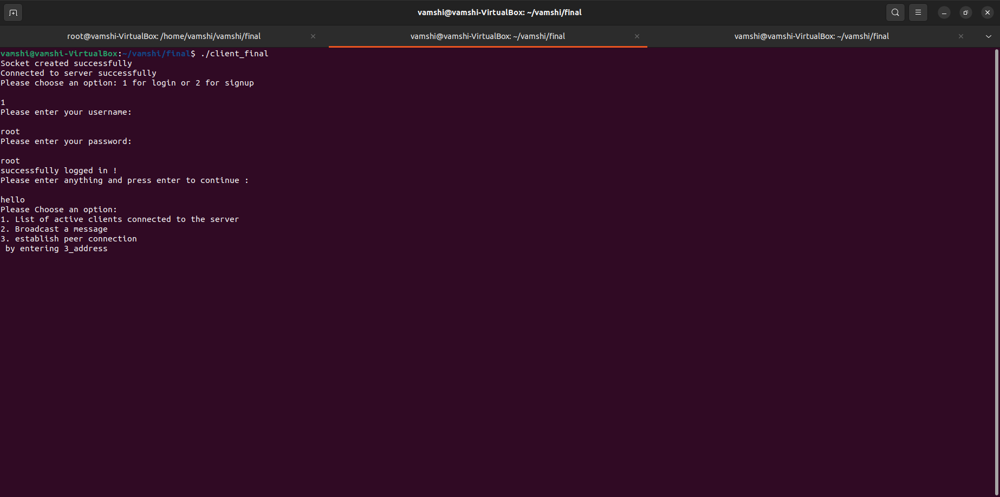 vamshi@vamshi-VirtualBox: ~/vamshi/final
root@vamshi-VirtualBox: /home/vamshi/vamshi/final
vamshi@vamshi-VirtualBox: ~/vamshi/final
vamshi@vamshi-VirtualBox: ~/vamshi/final
vamshi@vamshi-VirtualBox:~/vamshi/final$ ./client_final
Socket created successfully
Connected to server successfully
Please choose an option: 1 for login or 2 for signup
1
Please enter your username:
root
Please enter your password:
root
successfully logged in !
Please enter anything and press enter to continue :
hello
Please Choose an option:
1. List of active clients connected to the server
2. Broadcast a message
3. establish peer connection
by entering 3_address